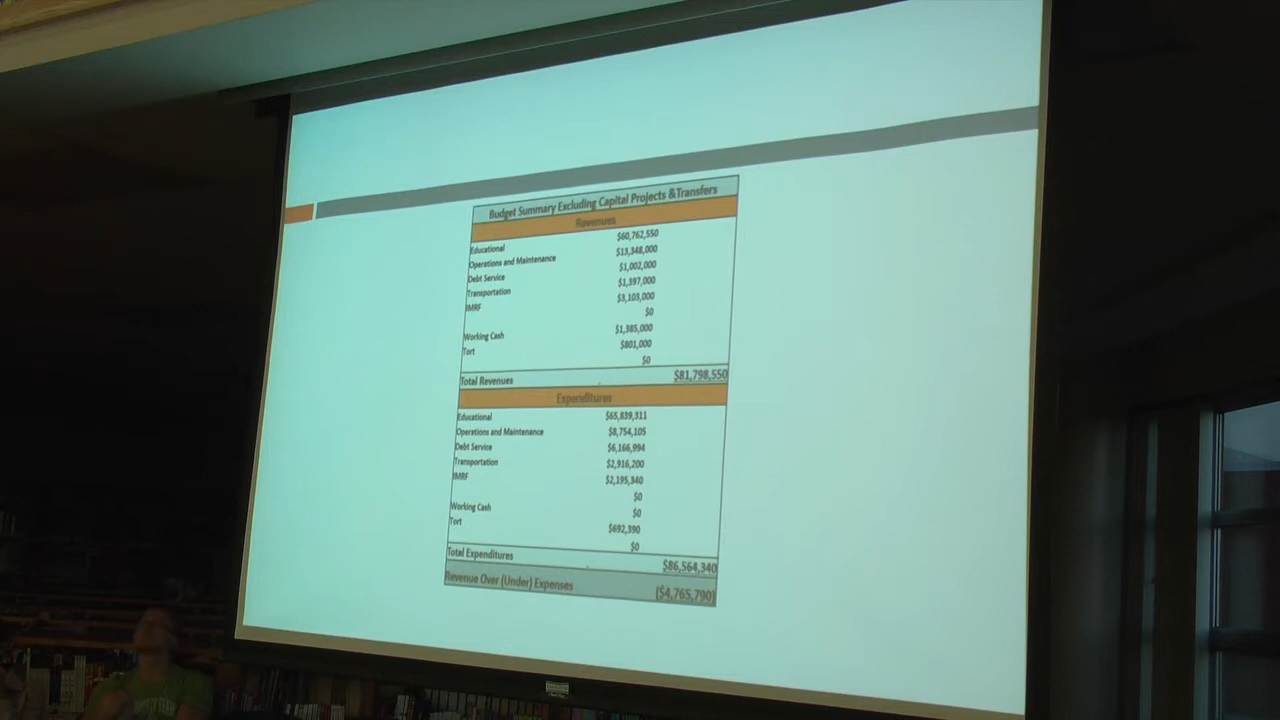 Budget Summary Excluding Capital Projects &Transfers
Revenues
Educational $60,762,550
Operations and Maintenance $13,348,000
Debt Service $1,002,000
Transportation $1,397,000
IMRF $3,103,000
$0
Working Cash $1,385,000
Tort $801,000
$0
Total Revenues $81,798,550
Expenditures
Educational $65,839,311
Operations and Maintenance $8,754,105
Debt Service $6,166,994
Transportation $2,916,200
IMRF $2,195,340
$0
Working Cash $0
Tort $692,390
$0
Total Expenditures $86,564,340
Revenue Over (Under) Expenses ($4,765,790)